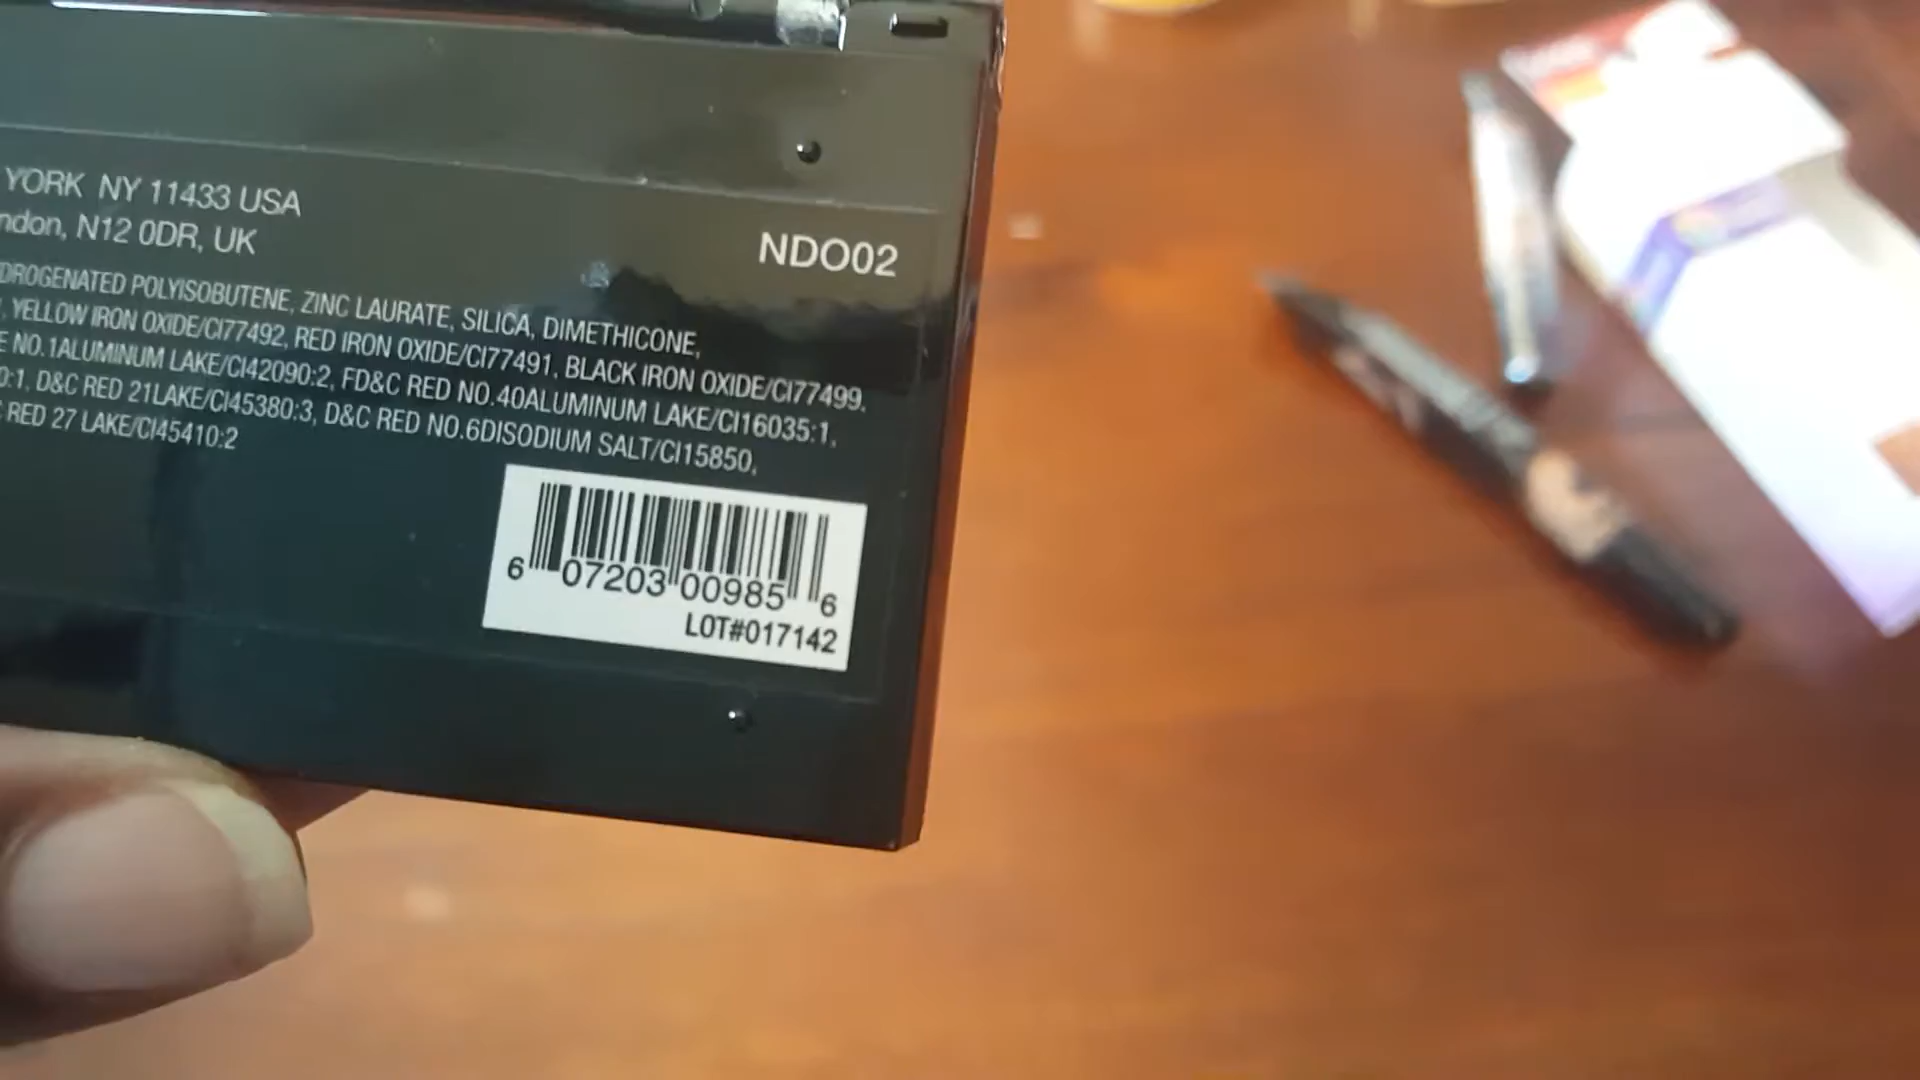 YORK NY 11433 USA
ndon, N12 0DR, UK
NDO02
DROGENATED POLYISOBUTENE, ZINC LAURATE, SILICA, DIMETHICONE,
, YELLOW IRON OXIDE/CI77492, RED IRON OXIDE/CI77491, BLACK IRON OXIDE/CI77499,
E NO.1ALUMINUM LAKE/CI42090:2, FD&C RED NO.40ALUMINUM LAKE/CI16035:1,
0:1, D&C RED 21LAKE/CI45380:3, D&C RED NO.6DISODIUM SALT/CI15850,
RED 27 LAKE/CI45410:2
6 07203 00985 6
LOT#017142